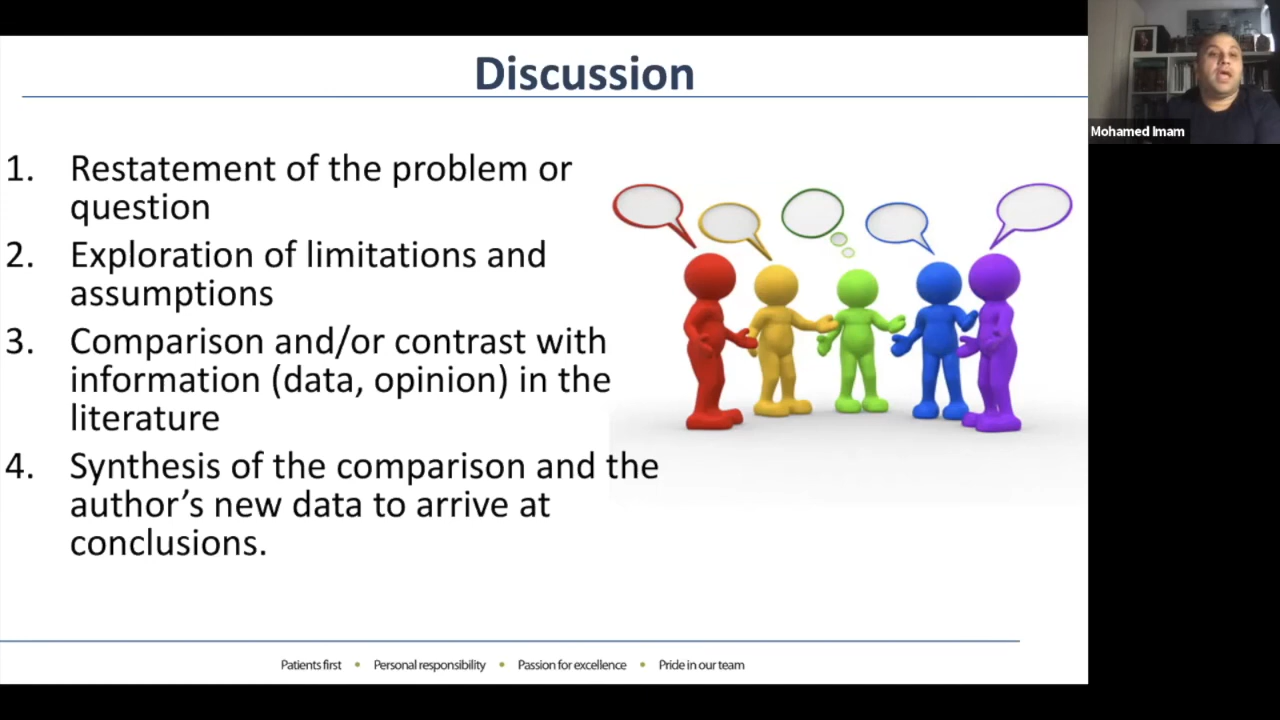 Discussion
Mohamed Imam
1. Restatement of the problem or
question
2. Exploration of limitations and
assumptions
3. Comparison and/or contrast with
information (data, opinion) in the
literature
4. Synthesis of the comparison and the
author’s new data to arrive at
conclusions.
Patients first • Personal responsibility • Passion for excellence • Pride in our team